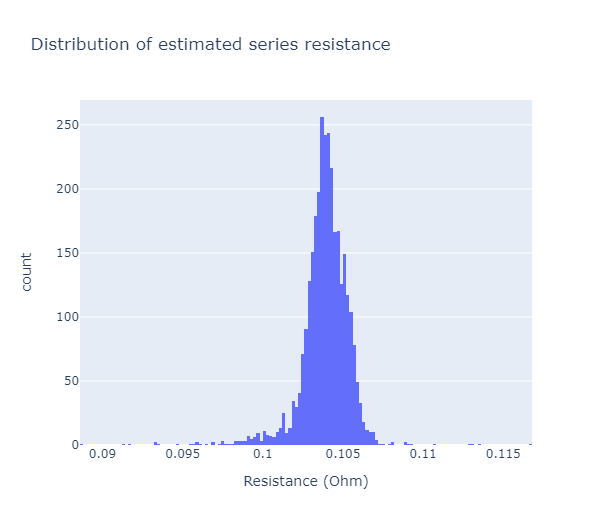 Distribution of estimated series resistance
250
200
150
100
50
0
count
0.09 0.095 0.1 0.105 0.11 0.115
Resistance (Ohm)